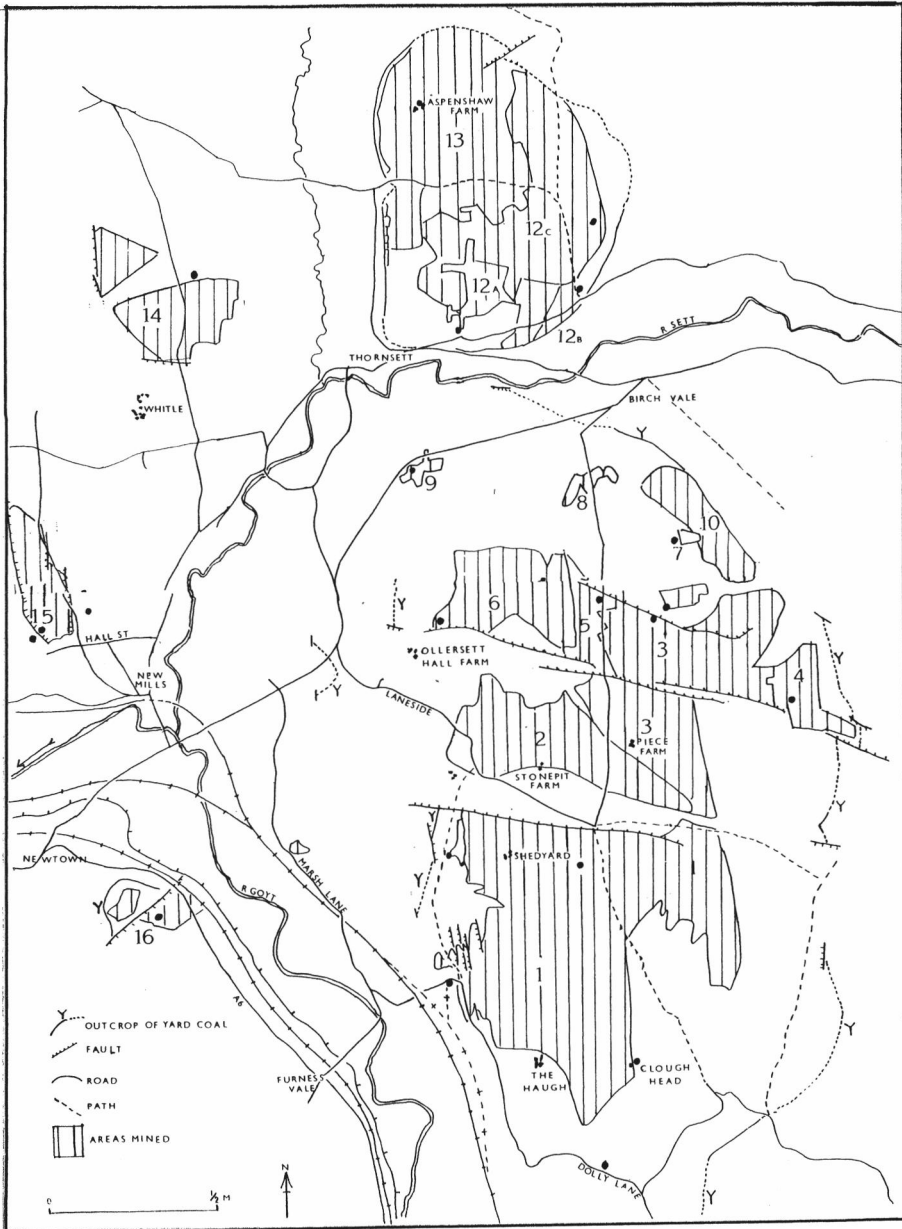 ASPENSHAW
FARM
13
12c
12A
12B
R SETT
14
THORNSETT
WHITLE
BIRCH VALE
Y
9
8
10
7
6
5
Y
3
15
HALL ST
OLLERSETT
HALL FARM
Y
4
NEW
MILLS
Y
LANESIDE
2
3
PIECE
FARM
STONEPIT
FARM
Y
Y
SHEDYARD
NEWTOWN
MARSH LANE
R GOYT
Y
1
Y
16
1
A6
Y
Y
OUTCROP OF YARD COAL
FAULT
ROAD
PATH
AREAS MINED
FURNESS
VALE
THE
HAUGH
CLOUGH
HEAD
DOLLY LANE
Y
N
0
½ M